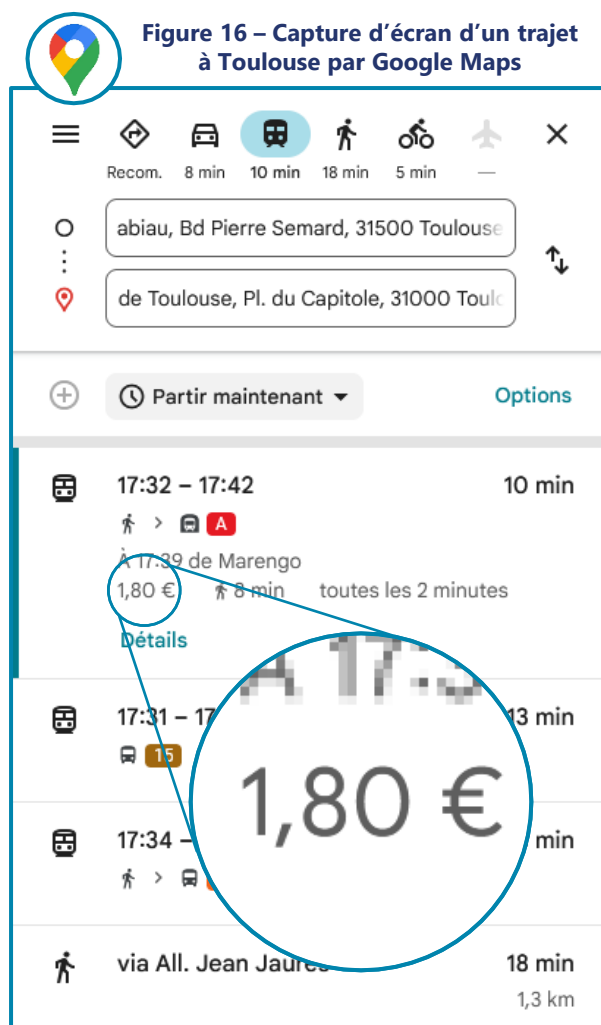 Figure 16 – Capture d’écran d’un trajet
à Toulouse par Google Maps
Recom. 8 min 10 min 18 min 5 min —
abiau, Bd Pierre Semard, 31500 Toulouse
de Toulouse, Pl. du Capitole, 31000
Partir maintenant Options
17:32 – 17:42 10 min
A
À 17:39 de Marengo
1,80 € 8 min toutes les 2 minutes
Détails
17:31 – 13 min
15
1,80 €
17:34 – min
via All. Jean Jaurès 18 min
1,3 km